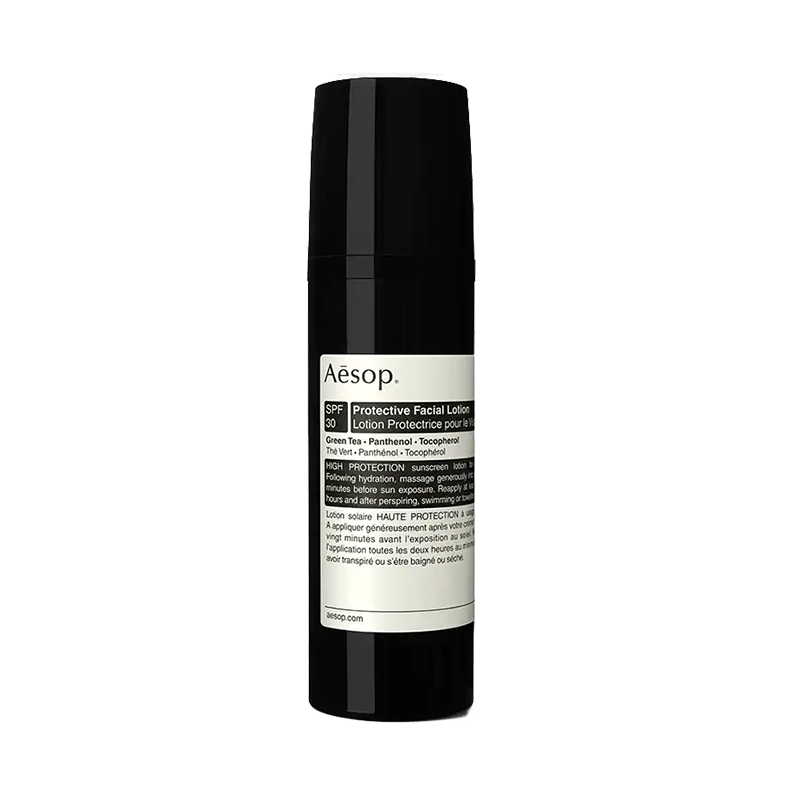 Aēsop.
SPF 30
Protective Facial Lotion
Lotion Protectrice pour le
Green Tea • Panthenol • Tocopherol
Thé Vert • Panthénol • Tocophérol
HIGH PROTECTION sunscreen lotion
Following hydration, massage generously
minutes before sun exposure. Reapply at
hours and after perspiring, swimming or
Lotion solaire HAUTE PROTECTION à
A appliquer généreusement après votre
vingt minutes avant l'exposition au soleil.
l'application toutes les deux heures au
avoir transpiré ou s'être baigné ou séché.
aesop.com